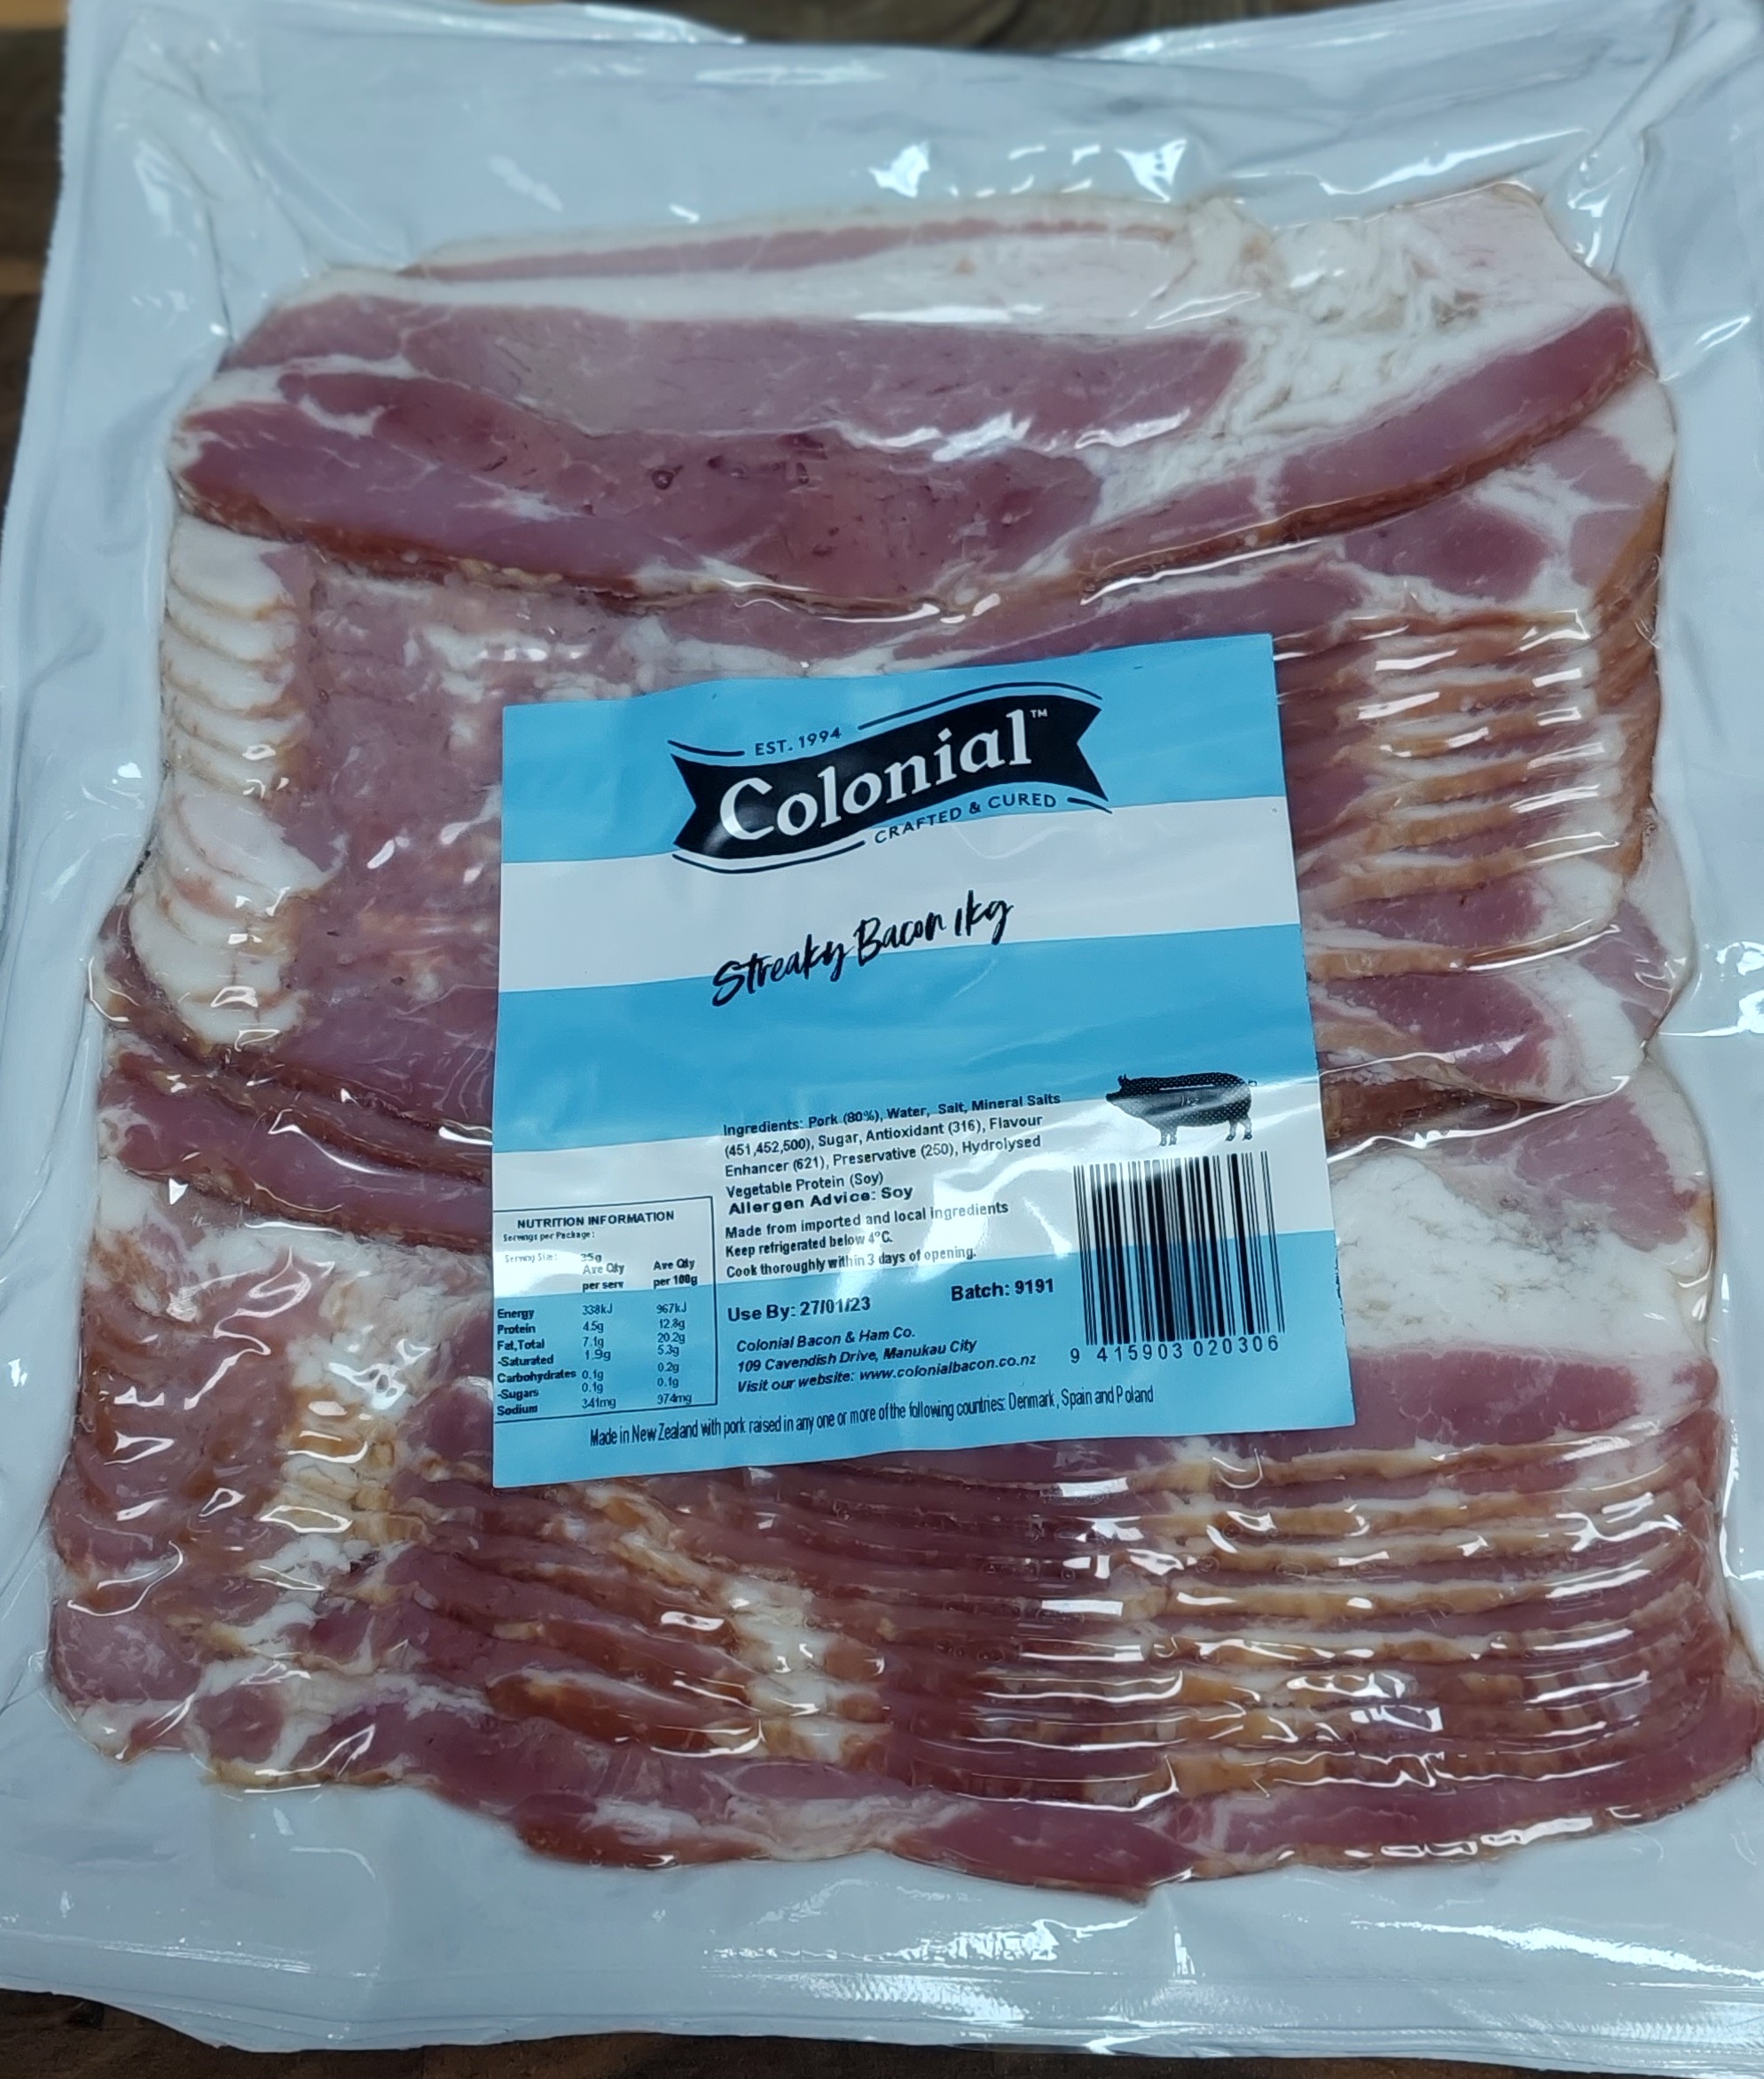 EST. 1994
Colonial™
CRAFTED & CURED
Streaky Bacon 1kg
Ingredients: Pork (80%), Water, Salt, Mineral Salts
(451,452,500), Sugar, Antioxidant (316), Flavour
Enhancer (621), Preservative (250), Hydrolysed
Vegetable Protein (Soy)
Allergen Advice: Soy
Made from imported and local ingredients
Keep refrigerated below 4°C.
Cook thoroughly within 3 days of opening.
Use By: 27/01/23 Batch: 9191
Colonial Bacon & Ham Co.
109 Cavendish Drive, Manukau City
Visit our website: www.colonialbacon.co.nz
9 415903 020306
NUTRITION INFORMATION
Servings per Package:
Serving Size: 35g
Ave Qty Ave Qty
per serv per 100g
Energy 338kJ 967kJ
Protein 4.5g 12.8g
Fat,Total 7.1g 20.2g
-Saturated 1.9g 5.3g
Carbohydrates 0.1g 0.2g
-Sugars 0.1g 0.1g
Sodium 341mg 974mg
Made in New Zealand with pork raised in any one or more of the following countries: Denmark, Spain and Poland